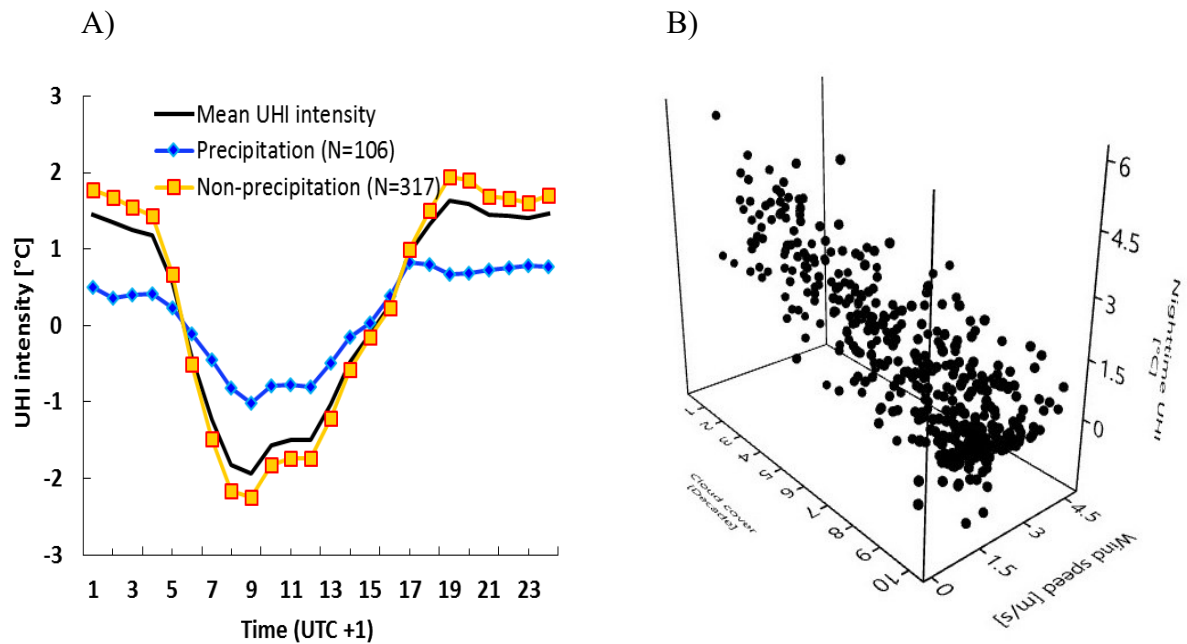 A)
B)
Mean UHI intensity
Precipitation (N=106)
Non-precipitation (N=317)
UHI intensity [°C]
3
2
1
0
-1
-2
-3
1 3 5 7 9 11 13 15 17 19 21 23
Time (UTC +1)
6
4.5
3
1.5
0
Nighttime UHI
[°C]
1 2 3 4 5 6 7 8 9 10
Cloud cover
[Decade]
0 1.5 3 4.5
Wind speed [m/s]